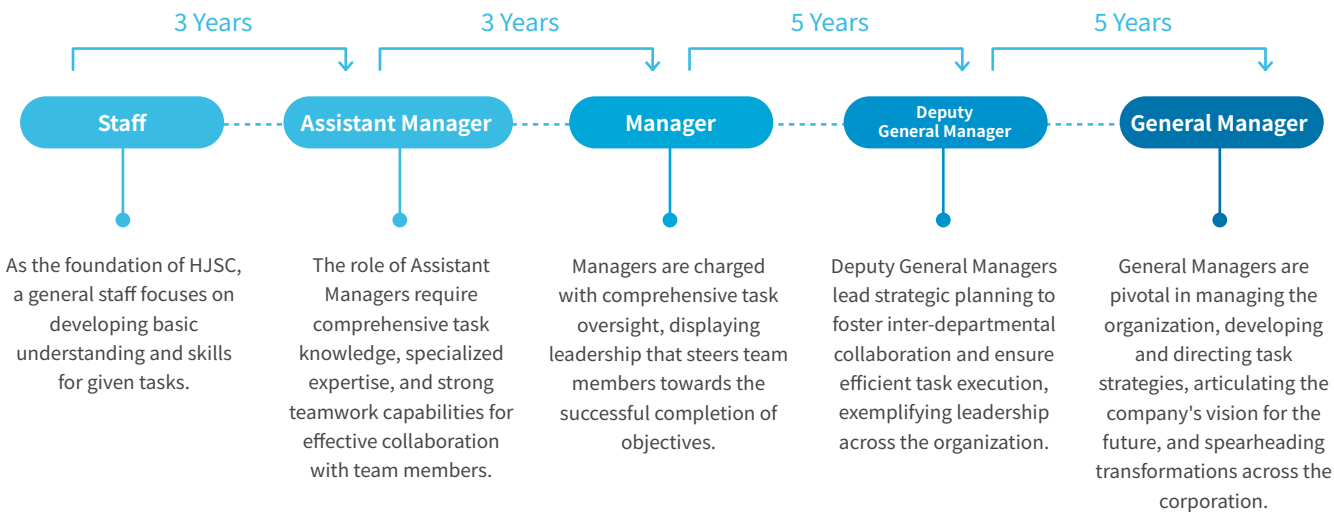 3 Years
3 Years
5 Years
5 Years
Staff
Assistant Manager
Manager
Deputy
General Manager
General Manager
As the foundation of HJSC,
a general staff focuses on
developing basic
understanding and skills
for given tasks.
The role of Assistant
Managers require
comprehensive task
knowledge, specialized
expertise, and strong
teamwork capabilities for
effective collaboration
with team members.
Managers are charged
with comprehensive task
oversight, displaying
leadership that steers team
members towards the
successful completion of
objectives.
Deputy General Managers
lead strategic planning to
foster inter-departmental
collaboration and ensure
efficient task execution,
exemplifying leadership
across the organization.
General Managers are
pivotal in managing the
organization, developing
and directing task
strategies, articulating the
company's vision for the
future, and spearheading
transformations across the
corporation.